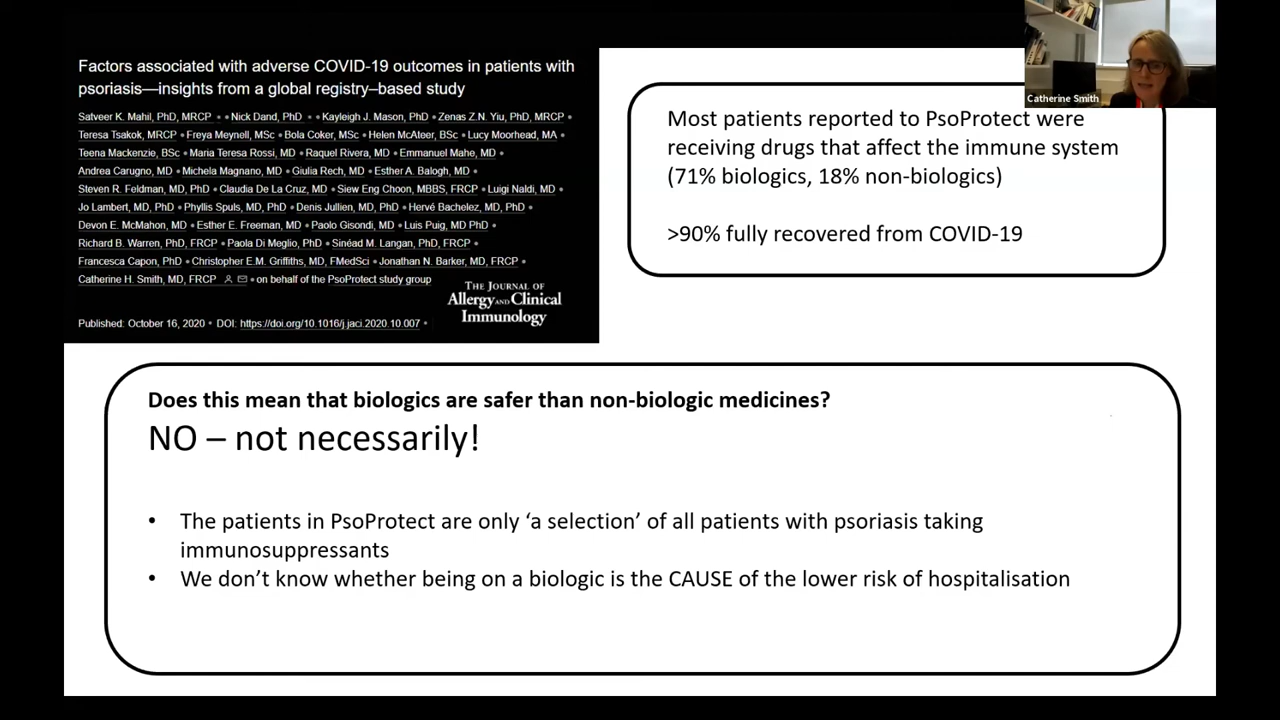 Factors associated with adverse COVID-19 outcomes in patients with
psoriasis—insights from a global registry–based study
Satveer K. Mahil, PhD, MRCP • • Nick Dand, PhD • Kayleigh J. Mason, PhD • Zenas Z.N. Yiu, PhD, MRCP •
Teresa Tsakok, MRCP • Freya Meynell, MSc • Bola Coker, MSc • Helen McAteer, BSc • Lucy Moorhead, MA •
Teena Mackenzie, BSc • Maria Teresa Rossi, MD • Raquel Rivera, MD • Emmanuel Mahe, MD •
Andrea Carugno, MD • Michela Magnano, MD • Giulia Rech, MD • Esther A. Balogh, MD •
Steven R. Feldman, MD, PhD • Claudia De La Cruz, MD • Siew Eng Choon, MBBS, FRCP • Luigi Naldi, MD •
Jo Lambert, MD, PhD • Phyllis Spuls, MD, PhD • Denis Jullien, MD, PhD • Hervé Bachelez, MD, PhD •
Devon E. McMahon, MD • Esther E. Freeman, MD, PhD • Paolo Gisondi, MD • Luis Puig, MD PhD •
Richard B. Warren, PhD, FRCP • Paola Di Meglio, PhD • Sinéad M. Langan, PhD, FRCP •
Francesca Capon, PhD • Christopher E.M. Griffiths, MD, FMedSci • Jonathan N. Barker, MD, FRCP •
Catherine H. Smith, MD, FRCP • on behalf of the PsoProtect study group
THE JOURNAL OF
Allergy AND Clinical
Immunology
Published: October 16, 2020 • DOI: https://doi.org/10.1016/j.jaci.2020.10.007 •
Catherine Smith
Most patients reported to PsoProtect were
receiving drugs that affect the immune system
(71% biologics, 18% non-biologics)
>90% fully recovered from COVID-19
Does this mean that biologics are safer than non-biologic medicines?
NO – not necessarily!
• The patients in PsoProtect are only ‘a selection’ of all patients with psoriasis taking
immunosuppressants
• We don’t know whether being on a biologic is the CAUSE of the lower risk of hospitalisation